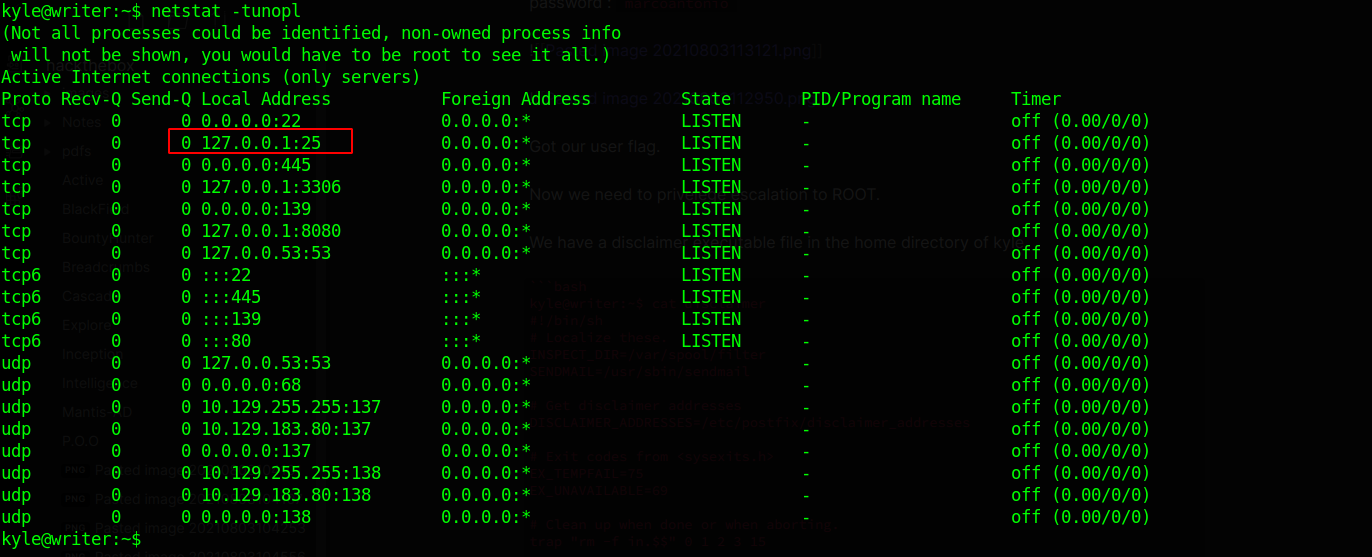 kyle@writer:~$ netstat -tunopl
(Not all processes could be identified, non-owned process info
 will not be shown, you would have to be root to see it all.)
Active Internet connections (only servers)
Proto Recv-Q Send-Q Local Address           Foreign Address         State       PID/Program name     Timer
tcp        0      0 0.0.0.0:22              0.0.0.0:*               LISTEN      -                    off (0.00/0/0)
tcp        0      0 127.0.0.1:25            0.0.0.0:*               LISTEN      -                    off (0.00/0/0)
tcp        0      0 0.0.0.0:445             0.0.0.0:*               LISTEN      -                    off (0.00/0/0)
tcp        0      0 127.0.0.1:3306          0.0.0.0:*               LISTEN      -                    off (0.00/0/0)
tcp        0      0 0.0.0.0:139             0.0.0.0:*               LISTEN      -                    off (0.00/0/0)
tcp        0      0 127.0.0.1:8080          0.0.0.0:*               LISTEN      -                    off (0.00/0/0)
tcp        0      0 127.0.0.53:53           0.0.0.0:*               LISTEN      -                    off (0.00/0/0)
tcp6       0      0 :::22                   :::*                    LISTEN      -                    off (0.00/0/0)
tcp6       0      0 :::445                  :::*                    LISTEN      -                    off (0.00/0/0)
tcp6       0      0 :::139                  :::*                    LISTEN      -                    off (0.00/0/0)
tcp6       0      0 :::80                   :::*                    LISTEN      -                    off (0.00/0/0)
udp        0      0 127.0.0.53:53           0.0.0.0:*                           -                    off (0.00/0/0)
udp        0      0 0.0.0.0:68              0.0.0.0:*                           -                    off (0.00/0/0)
udp        0      0 10.129.255.255:137      0.0.0.0:*                           -                    off (0.00/0/0)
udp        0      0 10.129.183.80:137       0.0.0.0:*                           -                    off (0.00/0/0)
udp        0      0 0.0.0.0:137             0.0.0.0:*                           -                    off (0.00/0/0)
udp        0      0 10.129.255.255:138      0.0.0.0:*                           -                    off (0.00/0/0)
udp        0      0 10.129.183.80:138       0.0.0.0:*                           -                    off (0.00/0/0)
udp        0      0 0.0.0.0:138             0.0.0.0:*                           -                    off (0.00/0/0)
kyle@writer:~$